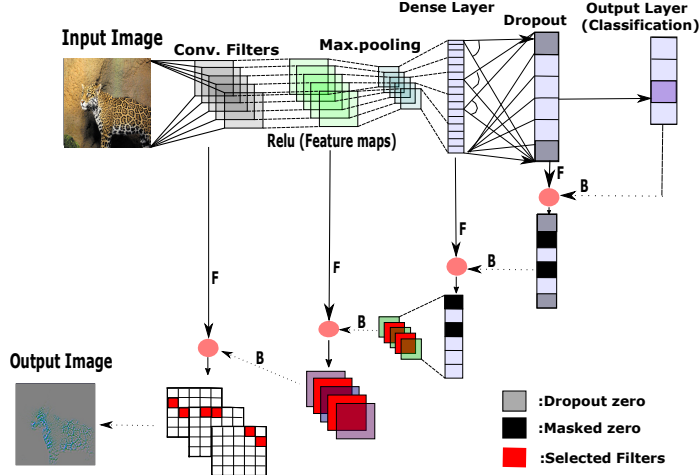 Dense Layer
Output Layer
(Classification)
Dropout
Input Image
Conv. Filters
Max.pooling
Relu (Feature maps)
F
B
F
B
F
F
B
B
Output Image
:Dropout zero
:Masked zero
:Selected Filters